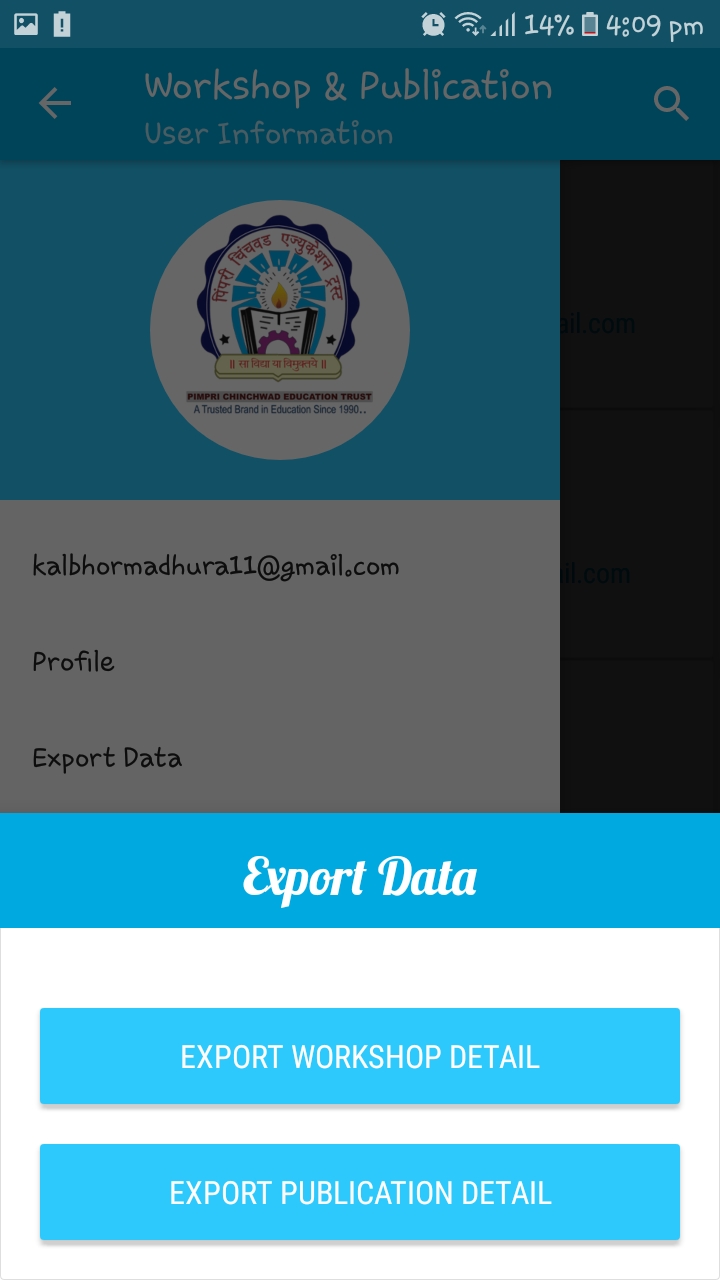 14% 4:09 pm
Workshop & Publication
User Information
पिंपरी चिंचवड एज्युकेशन ट्रस्ट
ail.com
|| सा विद्या या विमुक्तये ||
PIMPRI CHINCHWAD EDUCATION TRUST
A Trusted Brand in Education Since 1990..
kalbhormadhura11@gmail.com
il.com
Profile
Export Data
Export Data
EXPORT WORKSHOP DETAIL
EXPORT PUBLICATION DETAIL